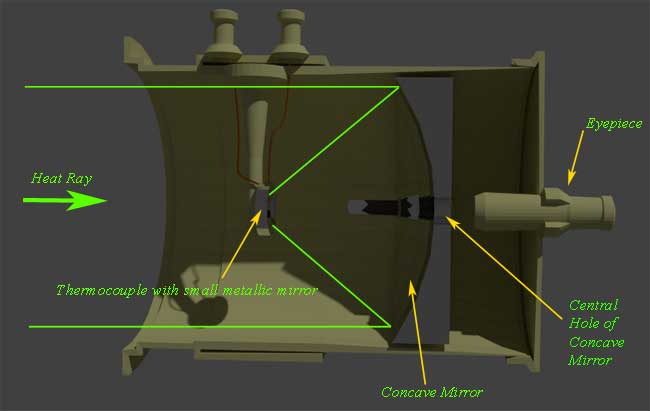 Eyepiece
Heat Ray
Thermocouple with small metallic mirror
Central
Hole of
Concave
Mirror
Concave Mirror